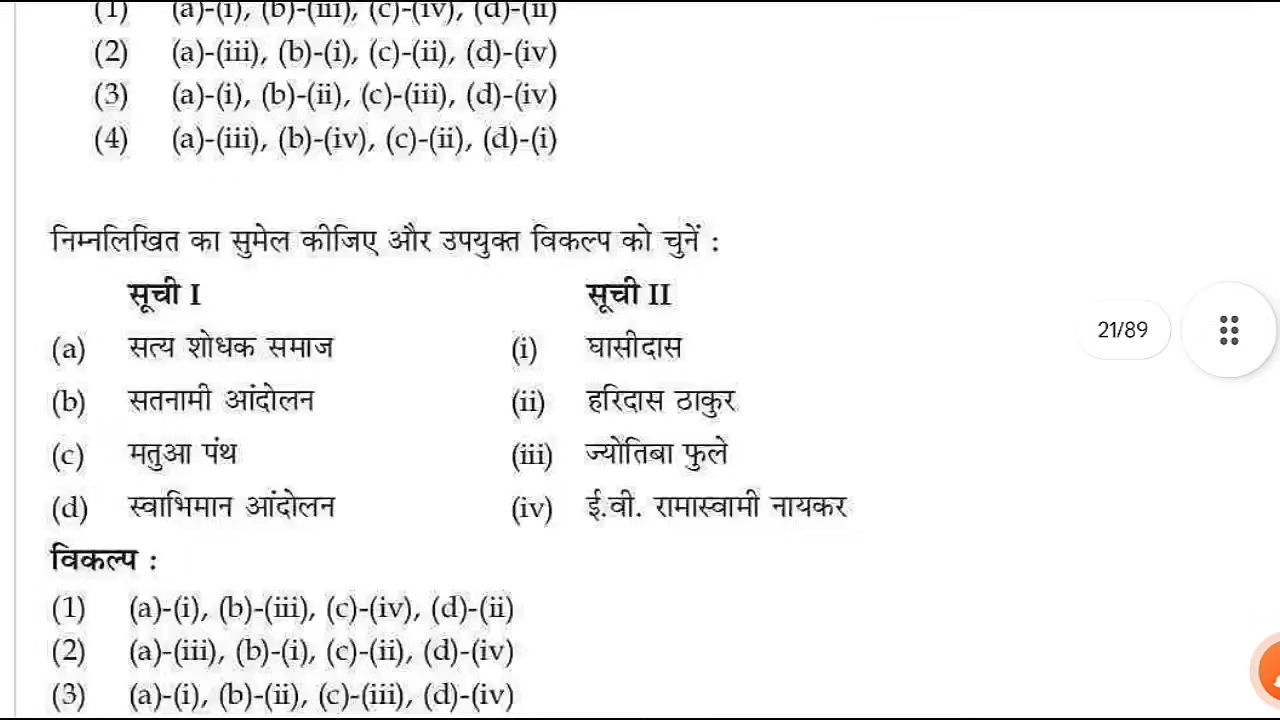 (1) (a)-(i), (b)-(iii), (c)-(iv), (d)-(ii)
(2) (a)-(iii), (b)-(i), (c)-(ii), (d)-(iv)
(3) (a)-(i), (b)-(ii), (c)-(iii), (d)-(iv)
(4) (a)-(iii), (b)-(iv), (c)-(ii), (d)-(i)
निम्नलिखित का सुमेल कीजिए और उपयुक्त विकल्प को चुनें :
सूची I सूची II
(a) सत्य शोधक समाज (i) घासीदास
21/89
(b) सतनामी आंदोलन (ii) हरिदास ठाकुर
(c) मतुआ पंथ (iii) ज्योतिबा फुले
(d) स्वाभिमान आंदोलन (iv) ई.वी. रामास्वामी नायकर
विकल्प :
(1) (a)-(i), (b)-(iii), (c)-(iv), (d)-(ii)
(2) (a)-(iii), (b)-(i), (c)-(ii), (d)-(iv)
(3) (a)-(i), (b)-(ii), (c)-(iii), (d)-(iv)